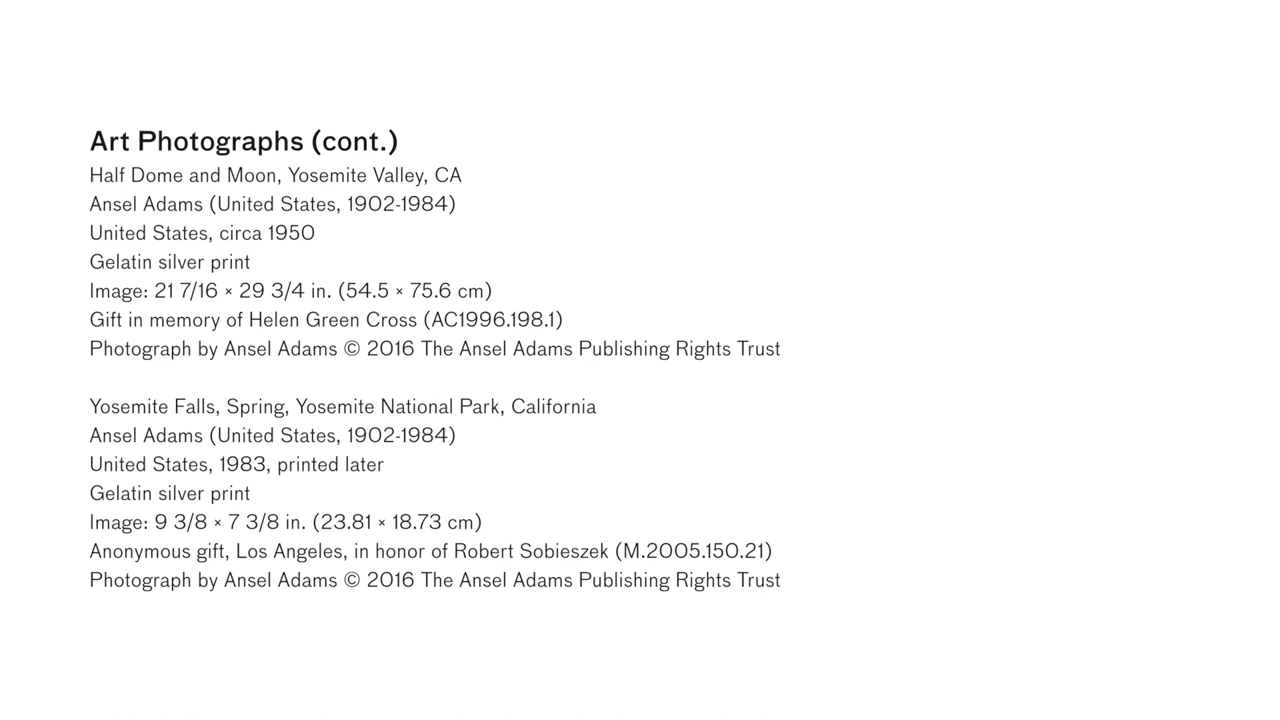 Art Photographs (cont.)
Half Dome and Moon, Yosemite Valley, CA
Ansel Adams (United States, 1902-1984)
United States, circa 1950
Gelatin silver print
Image: 21 7/16 × 29 3/4 in. (54.5 × 75.6 cm)
Gift in memory of Helen Green Cross (AC1996.198.1)
Photograph by Ansel Adams © 2016 The Ansel Adams Publishing Rights Trust
Yosemite Falls, Spring, Yosemite National Park, California
Ansel Adams (United States, 1902-1984)
United States, 1983, printed later
Gelatin silver print
Image: 9 3/8 × 7 3/8 in. (23.81 × 18.73 cm)
Anonymous gift, Los Angeles, in honor of Robert Sobieszek (M.2005.150.21)
Photograph by Ansel Adams © 2016 The Ansel Adams Publishing Rights Trust